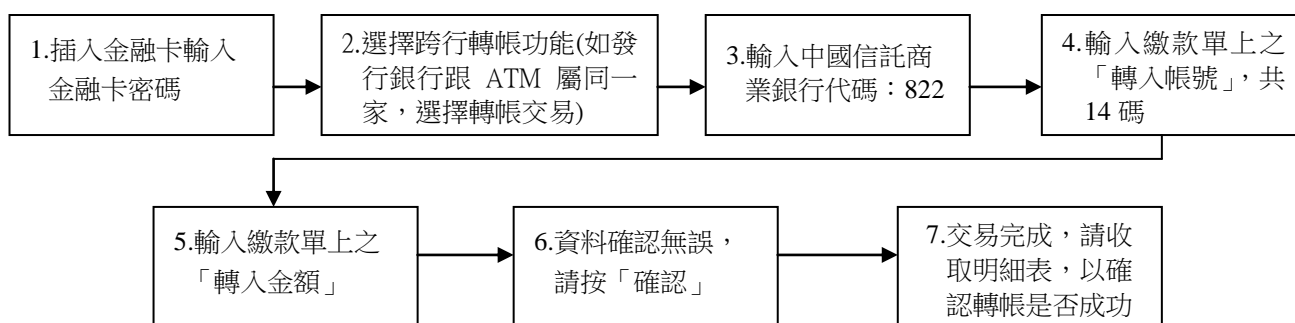 1.插入金融卡輸入
金融卡密碼
2.選擇跨行轉帳功能(如發
行銀行跟 ATM 屬同一
家，選擇轉帳交易)
3.輸入中國信託商
業銀行代碼：822
4.輸入繳款單上之
「轉入帳號」，共
14 碼
5.輸入繳款單上之
「轉入金額」
6.資料確認無誤，
請按「確認」
7.交易完成，請收
取明細表，以確
認轉帳是否成功